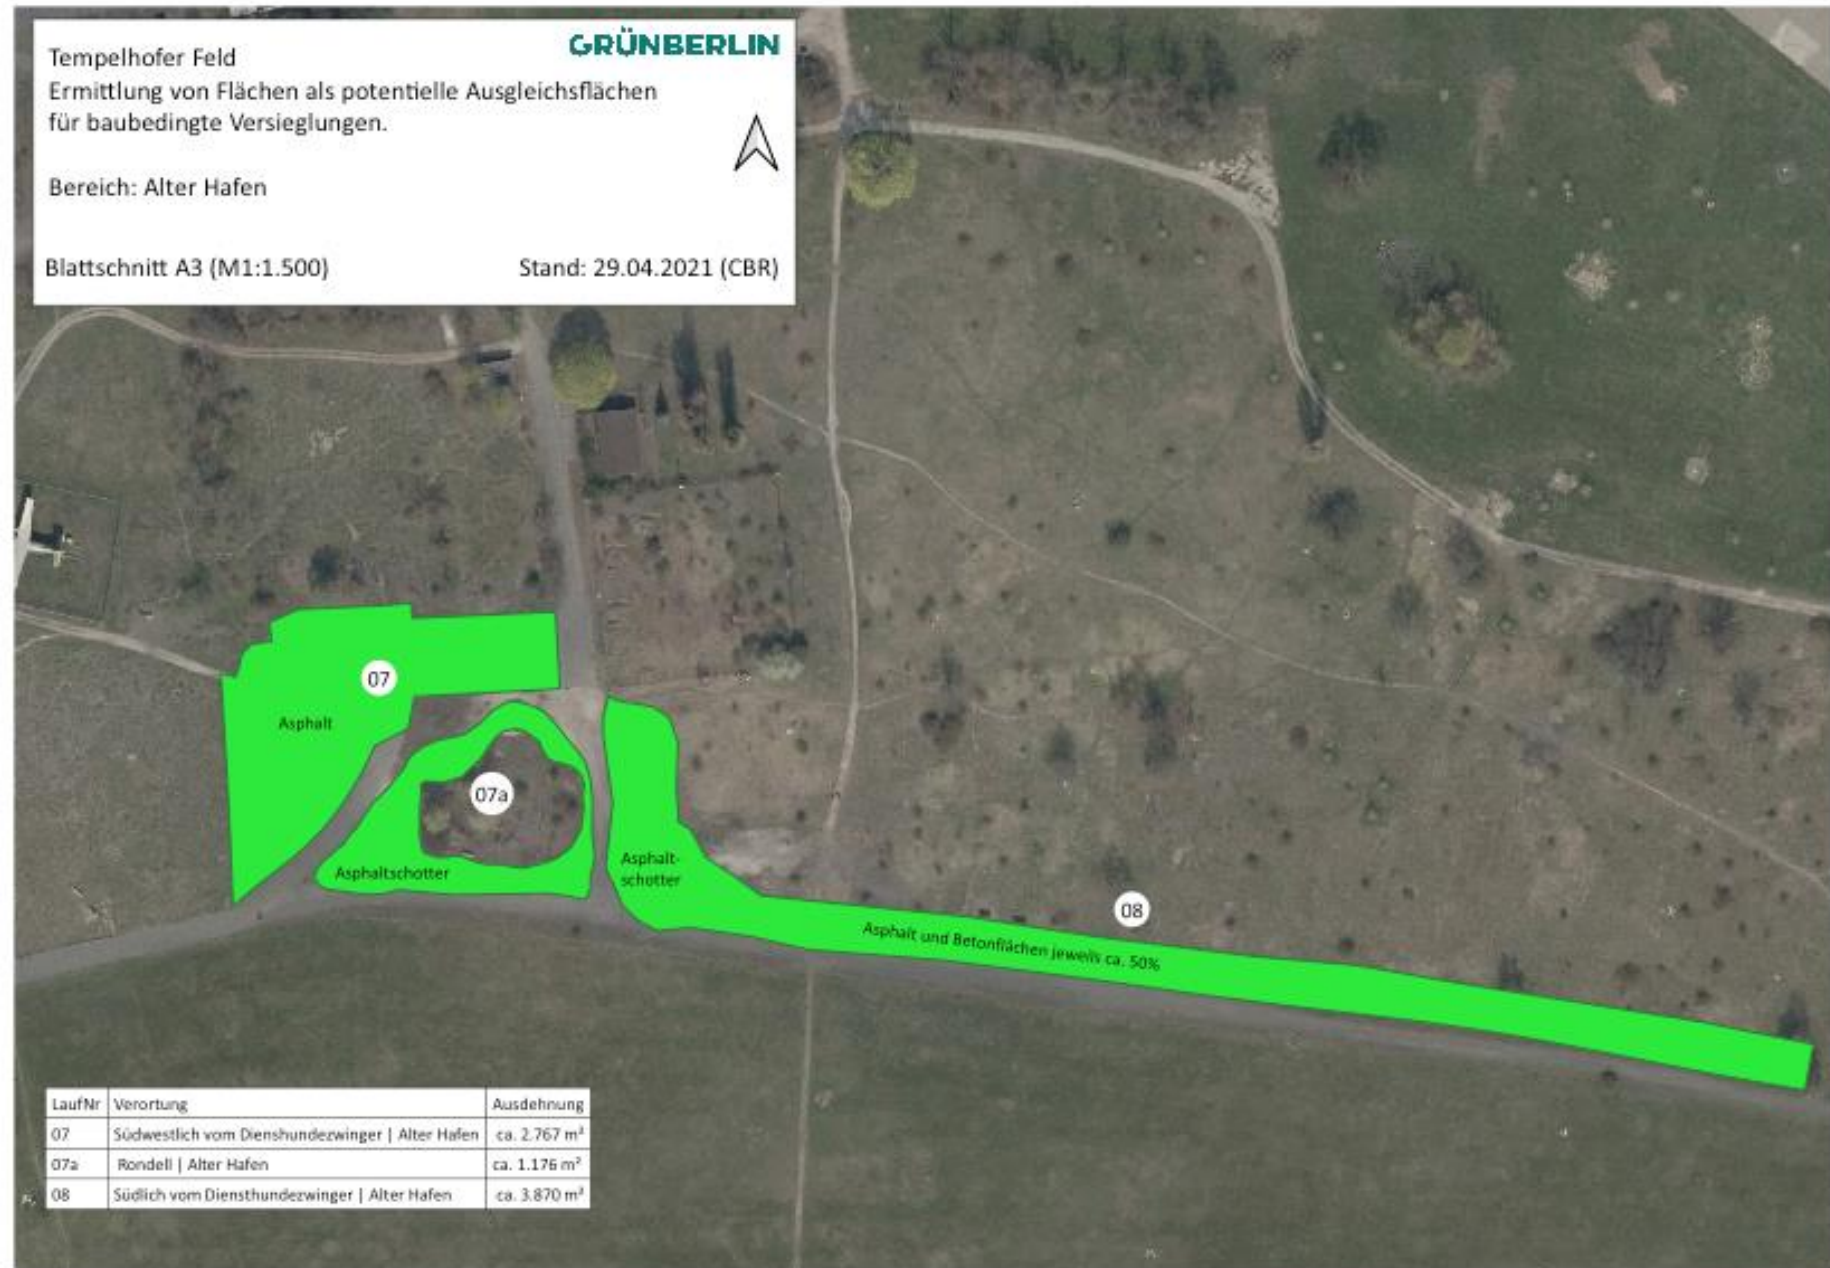 GRÜNBERLIN
Tempelhofer Feld
Ermittlung von Flächen als potentielle Ausgleichsflächen
für baubedingte Versieglungen.
Bereich: Alter Hafen
Blattschnitt A3 (M1:1.500) Stand: 29.04.2021 (CBR)
07
Asphalt
07a
Asphaltschotter
Asphalt-
schotter
08
Asphalt und Betonflächen jeweils ca. 50%
LaufNr Verortung Ausdehnung
07 Südwestlich vom Dienshundezwinger | Alter Hafen ca. 2.767 m²
07a Rondell | Alter Hafen ca. 1.176 m²
08 Südlich vom Diensthundezwinger | Alter Hafen ca. 3.870 m²